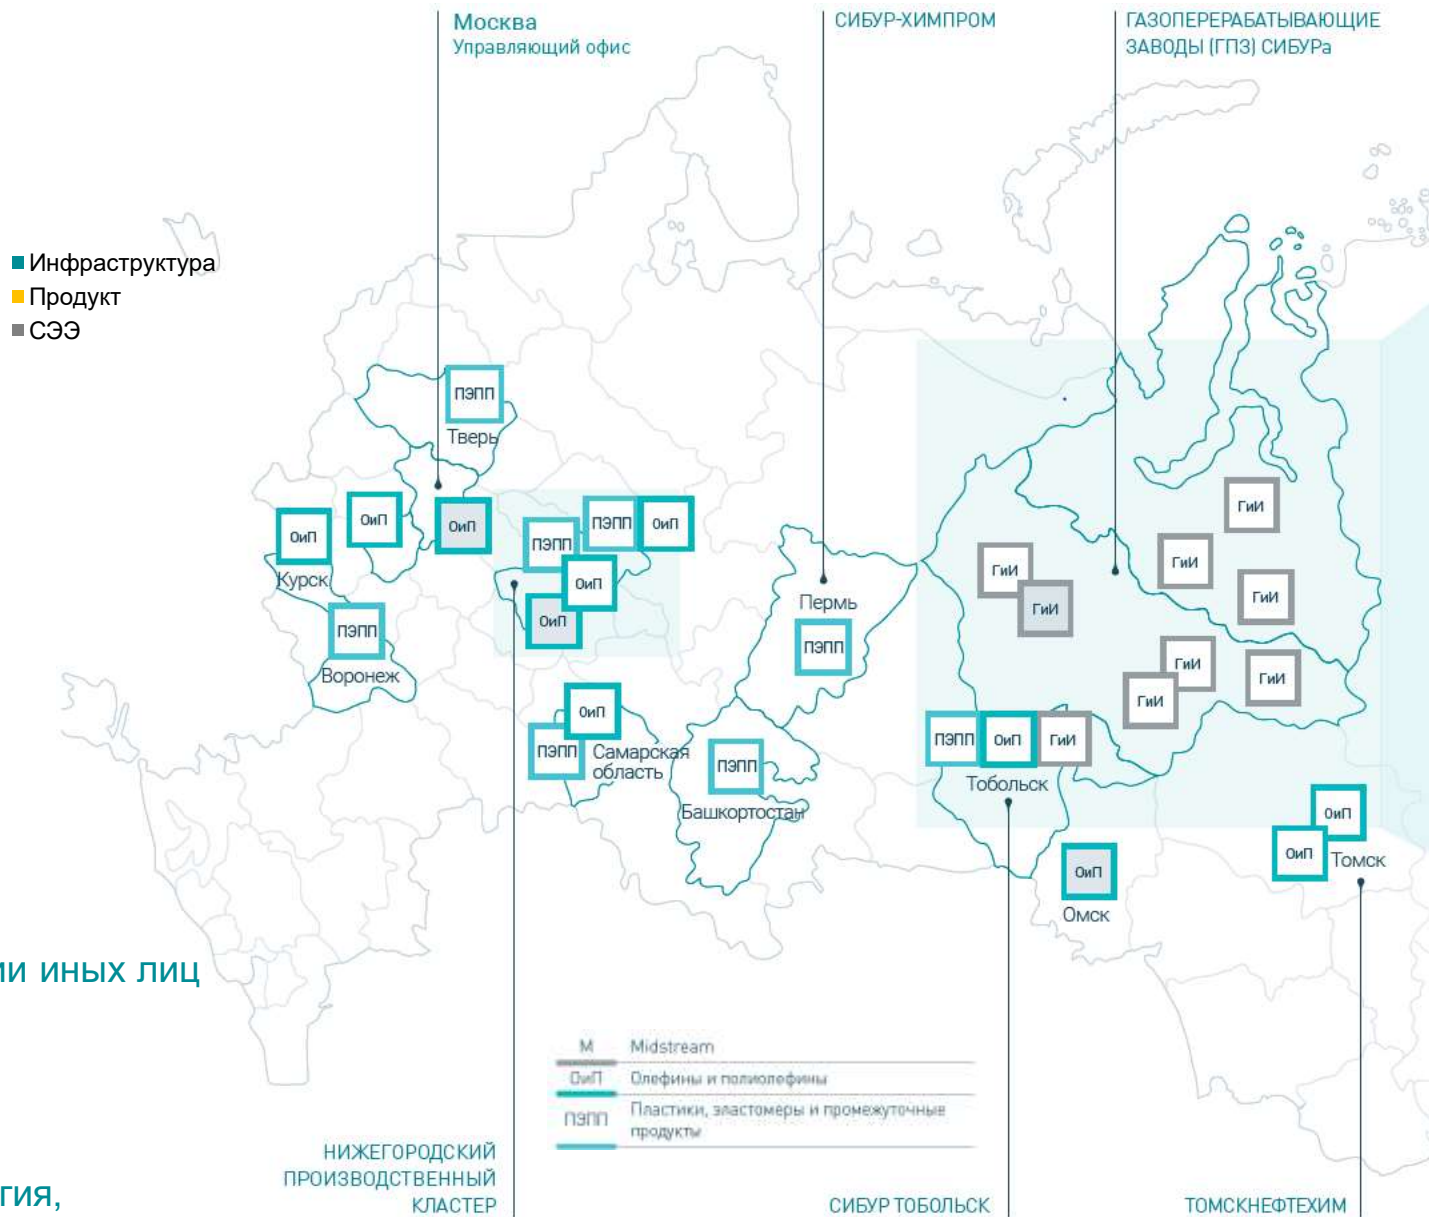 Москва
Управляющий офис
СИБУР-ХИМПРОМ
ГАЗОПЕРЕРАБАТЫВАЮЩИЕ
ЗАВОДЫ (ГПЗ) СИБУРа
Инфраструктура
Продукт
СЭЭ
ПЭПП
Тверь
ОиП
Курск
ОиП
ОиП
ПЭПП
Воронеж
ПЭПП
ПЭПП
ОиП
ОиП
ОиП
ОиП
ПЭПП
Самарская
область
Пермь
ПЭПП
ПЭПП
Башкортостан
ГиИ
ГиИ
ГиИ
ГиИ
ГиИ
ГиИ
ГиИ
ГиИ
ПЭПП
ОиП
ГиИ
Тобольск
ОиП
Омск
ОиП
ОиП
Томск
ии иных лиц
М Midstream
ОиП Олефины и полиолефины
ПЭПП Пластики, эластомеры и промежуточные
продукты
НИЖЕГОРОДСКИЙ
ПРОИЗВОДСТВЕННЫЙ
КЛАСТЕР
гия,
СИБУР ТОБОЛЬСК
ТОМСКНЕФТЕХИМ